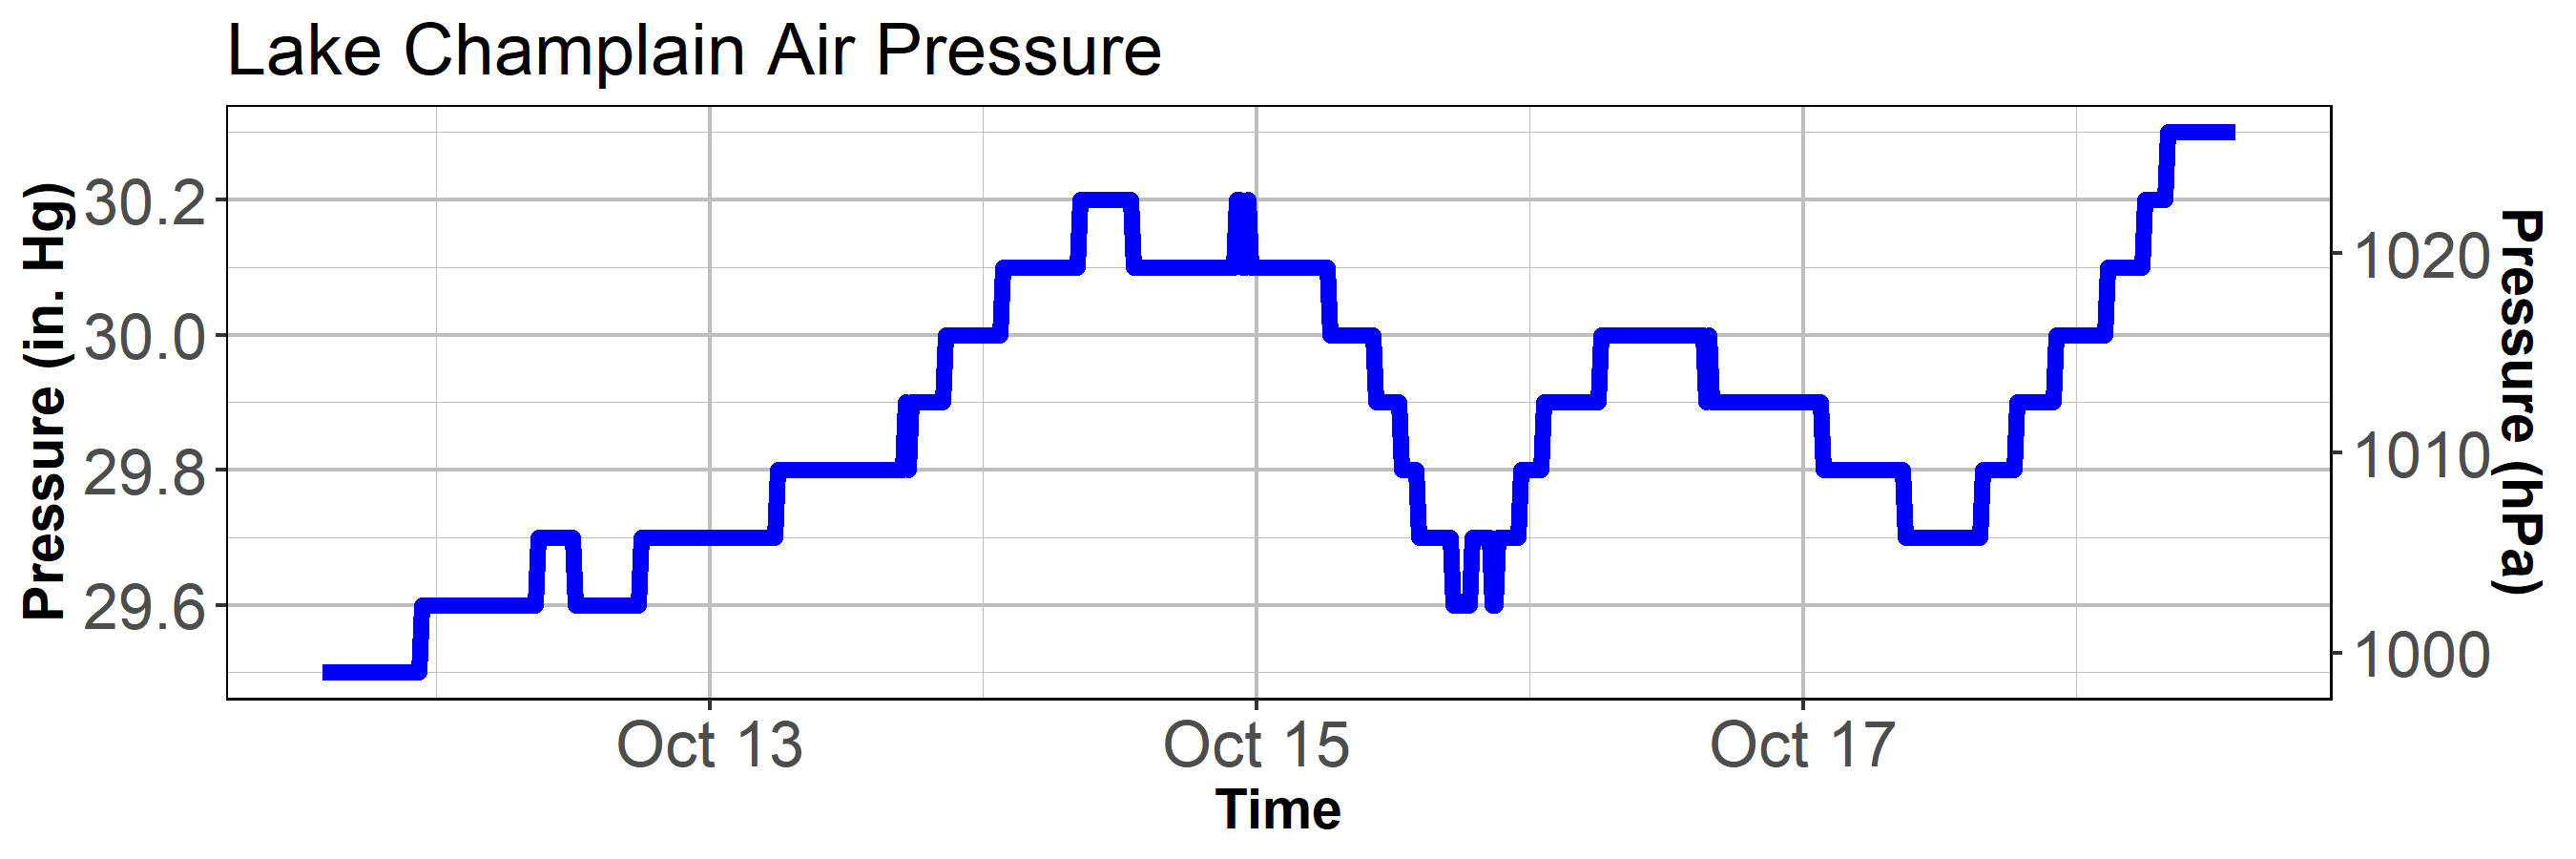 Lake Champlain Air Pressure
Pressure (in. Hg)
30.2
30.0
29.8
29.6
1020
1010
1000
Pressure (hPa)
Oct 13
Oct 15
Oct 17
Time